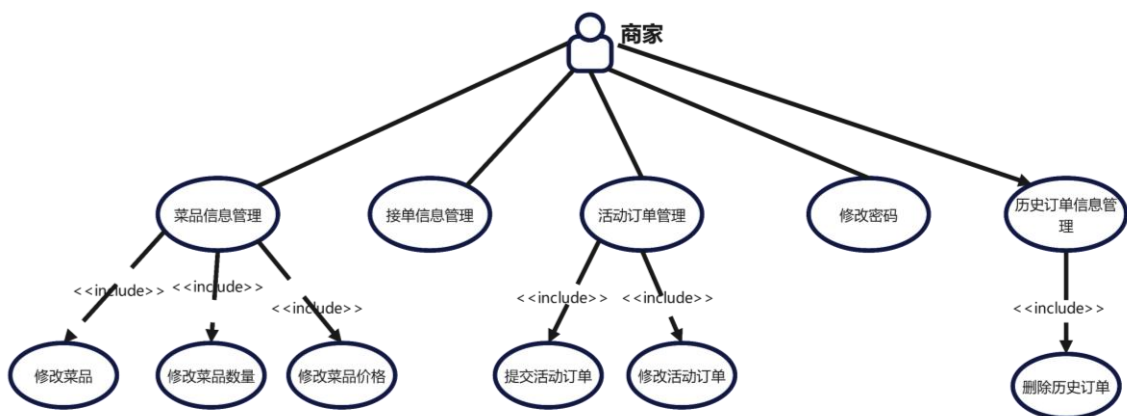 商家
菜品信息管理
接单信息管理
活动订单管理
修改密码
历史订单信息管
理
<<include>>
<<include>>
<<include>>
<<include>>
<<include>>
<<include>>
修改菜品
修改菜品数量
修改菜品价格
提交活动订单
修改活动订单
删除历史订单